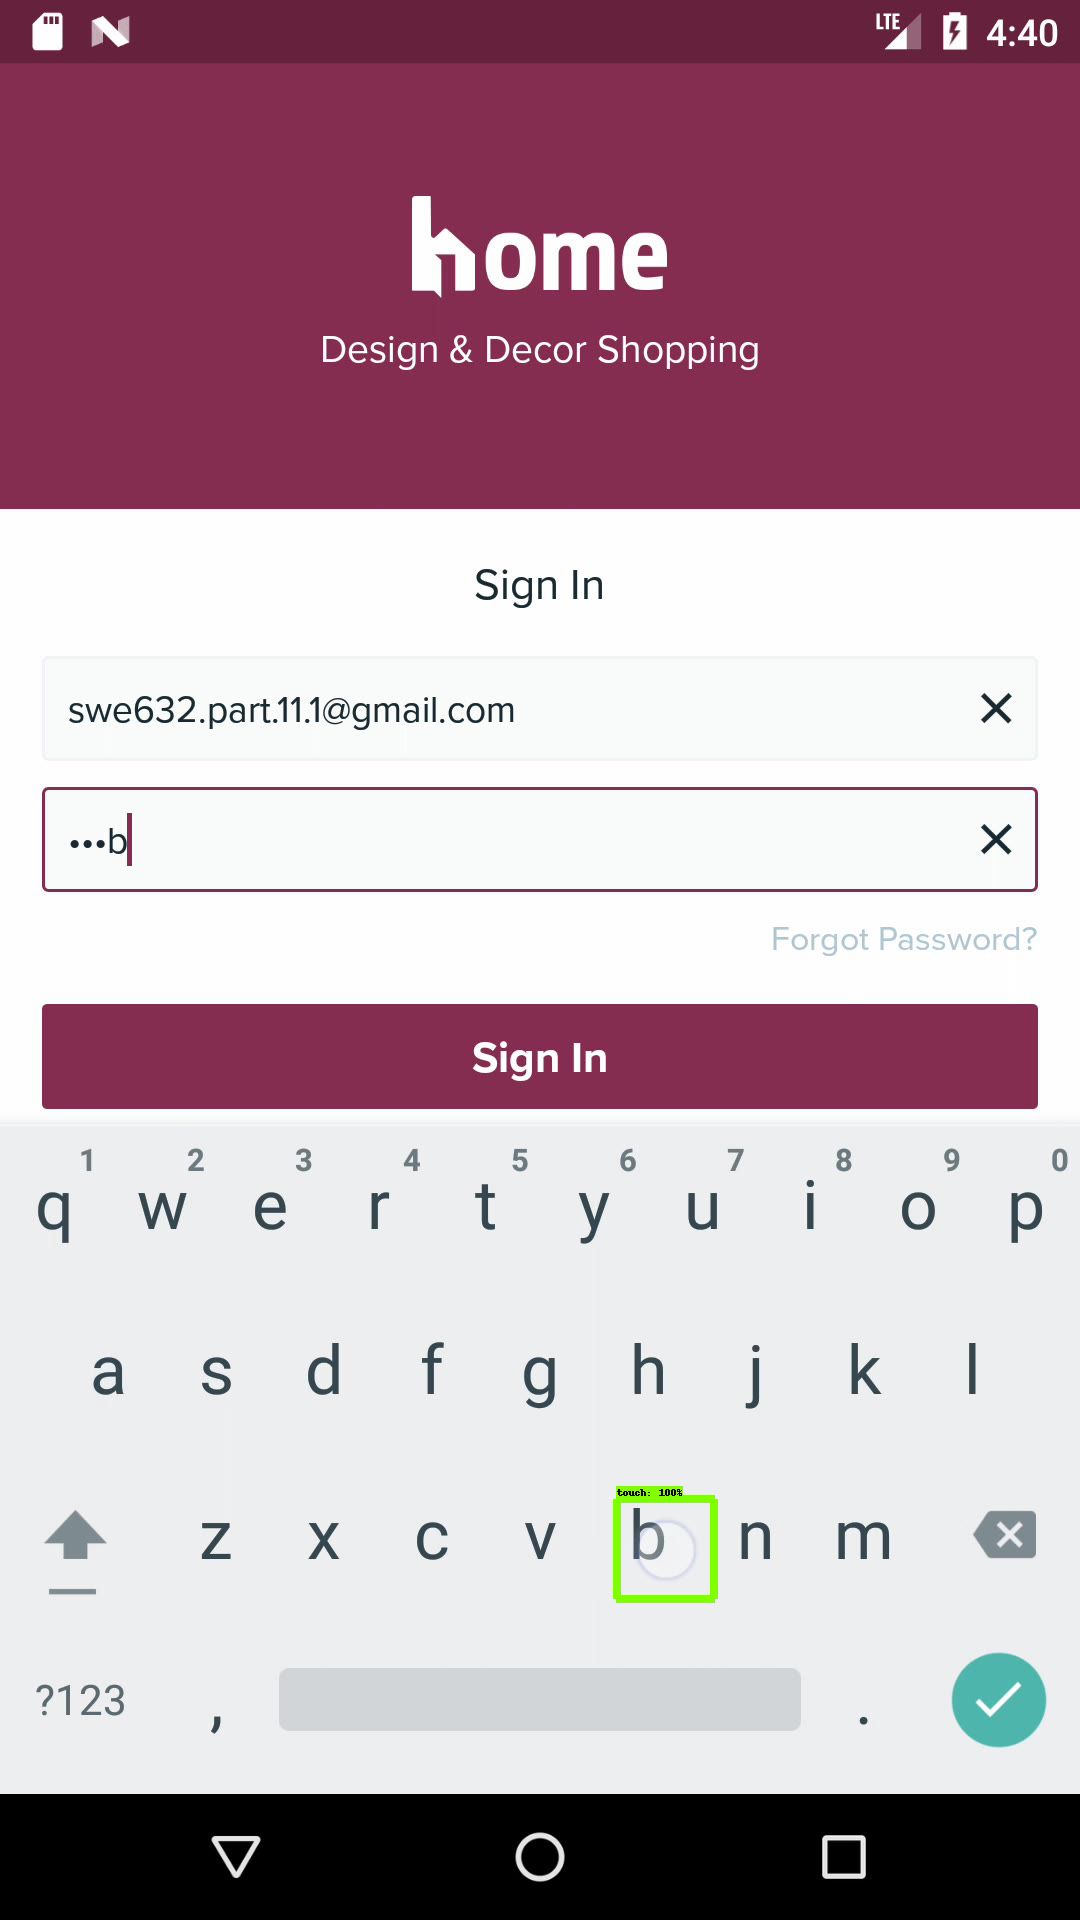 LTE 4:40
home
Design & Decor Shopping
Sign In
swe632.part.11.1@gmail.com
•••b
Forgot Password?
Sign In
1 2 3 4 5 6 7 8 9 0
q w e r t y u i o p
a s d f g h j k l
touch: 100%
z x c v b n m
?123 , .